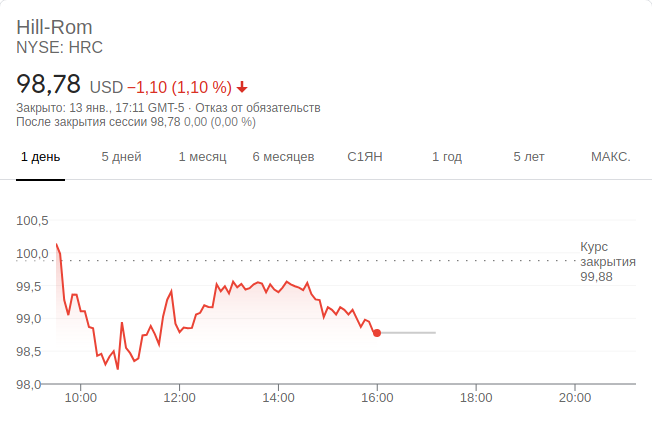 Hill-Rom
NYSE: HRC
98,78 USD −1,10 (1,10 %)
Закрыто: 13 янв., 17:11 GMT-5 · Отказ от обязательств
После закрытия сессии 98,78 0,00 (0,00 %)
1 день 5 дней 1 месяц 6 месяцев С1ЯН 1 год 5 лет МАКС.
100,5
100,0
99,5
99,0
98,5
98,0
Курс
закрытия
99,88
10:00 12:00 14:00 16:00 18:00 20:00